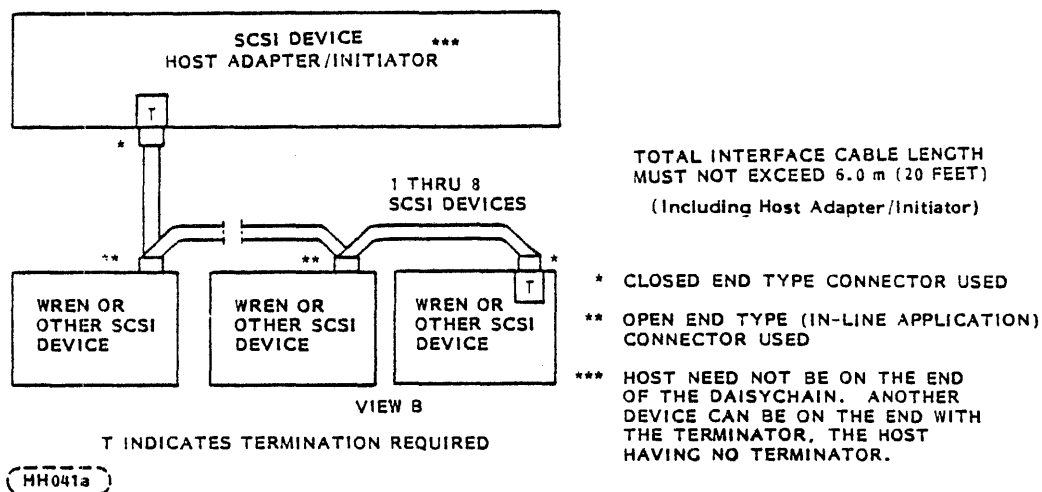 SCSI DEVICE ***
HOST ADAPTER/INITIATOR
T
*
1 THRU 8
SCSI DEVICES
**
**
*
WREN OR
OTHER SCSI
DEVICE
WREN OR
OTHER SCSI
DEVICE
T
WREN OR
OTHER SCSI
DEVICE
VIEW B
T INDICATES TERMINATION REQUIRED
HH041a
TOTAL INTERFACE CABLE LENGTH
MUST NOT EXCEED 6.0 m (20 FEET)
(Including Host Adapter/Initiator)
* CLOSED END TYPE CONNECTOR USED
** OPEN END TYPE (IN-LINE APPLICATION)
CONNECTOR USED
*** HOST NEED NOT BE ON THE END
OF THE DAISYCHAIN. ANOTHER
DEVICE CAN BE ON THE END WITH
THE TERMINATOR, THE HOST
HAVING NO TERMINATOR.